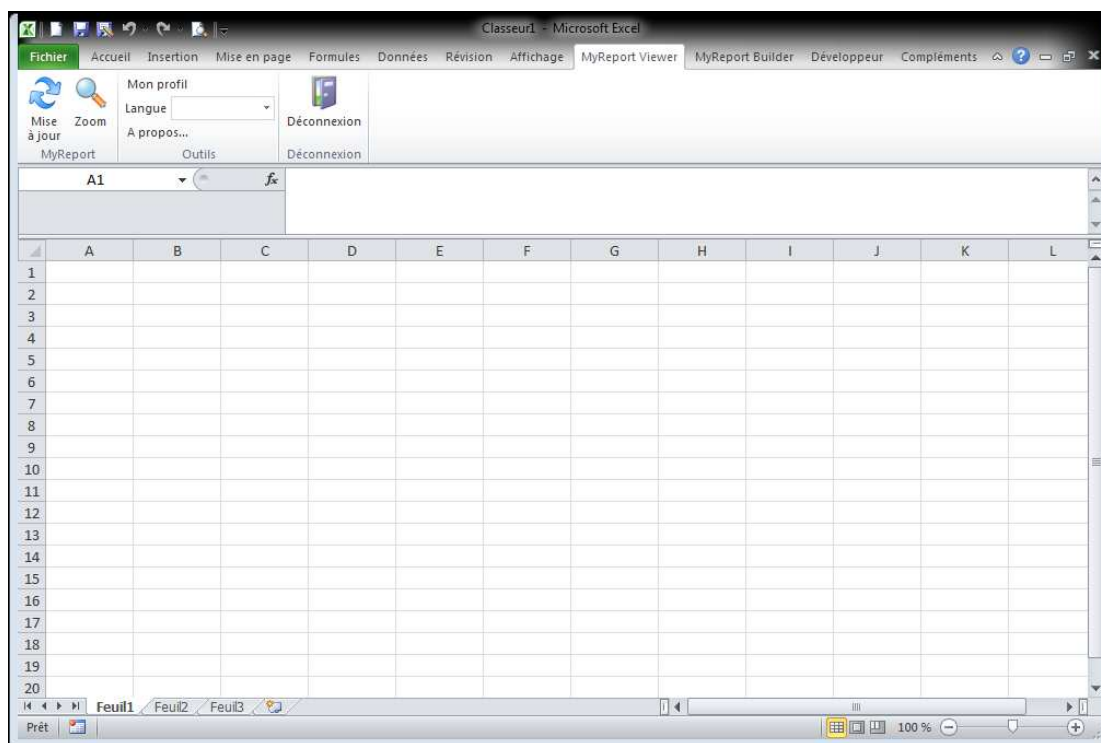 Classeur1 - Microsoft Excel
Fichier Accueil Insertion Mise en page Formules Données Révision Affichage MyReport Viewer MyReport Builder Développeur Compléments
Mise à jour
Zoom
MyReport
Mon profil
Langue
A propos...
Outils
Déconnexion
Déconnexion
A1 fx
A B C D E F G H I J K L
1
2
3
4
5
6
7
8
9
10
11
12
13
14
15
16
17
18
19
20
Feuil1 Feuil2 Feuil3
Prêt 100 %